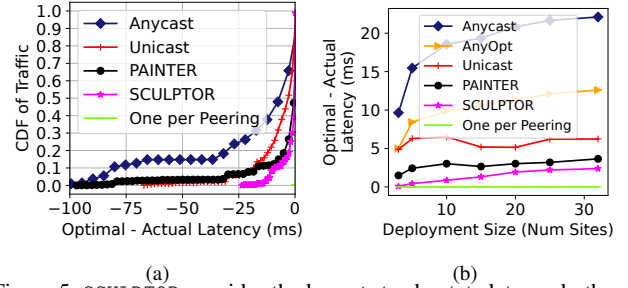 CDF of Traffic
1.0
0.9
0.8
0.7
0.6
0.5
0.4
0.3
0.2
0.1
0.0
Anycast
Unicast
PAINTER
SCULPTOR
One per Peering
-100 -75 -50 -25 0
Optimal - Actual Latency (ms)
(a)
Optimal - Actual
Latency (ms)
20
15
10
5
0
Anycast
AnyOpt
Unicast
PAINTER
SCULPTOR
One per Peering
10 20 30
Deployment Size (Num Sites)
(b)